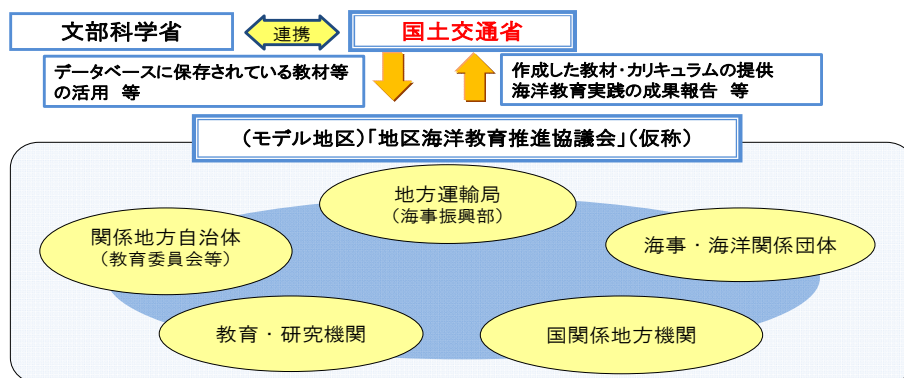 文部科学省
連携
国土交通省
データベースに保存されている教材等
の活用 等
作成した教材・カリキュラムの提供
海洋教育実践の成果報告 等
(モデル地区)「地区海洋教育推進協議会」(仮称)
地方運輸局
(海事振興部)
関係地方自治体
(教育委員会等)
海事・海洋関係団体
教育・研究機関
国関係地方機関